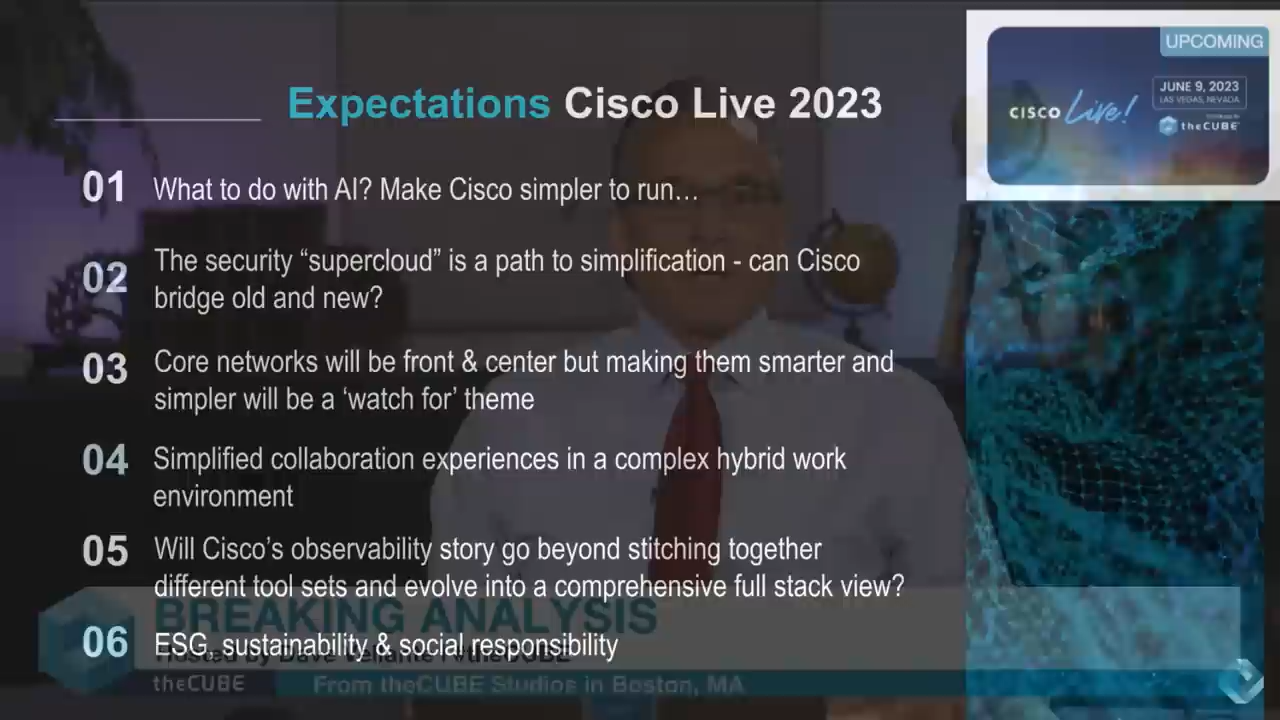 Expectations Cisco Live 2023
01 What to do with AI? Make Cisco simpler to run…
02 The security “supercloud” is a path to simplification - can Cisco
bridge old and new?
03 Core networks will be front & center but making them smarter and
simpler will be a ‘watch for’ theme
04 Simplified collaboration experiences in a complex hybrid work
environment
05 Will Cisco’s observability story go beyond stitching together
different tool sets and evolve into a comprehensive full stack view?
06 ESG, sustainability & social responsibility
UPCOMING
JUNE 9, 2023
LAS VEGAS, NEVADA
CISCO Live!
theCUBE
BREAKING ANALYSIS
Hosted by Dave Vellante
theCUBE
From theCUBE Studios in Boston, MA